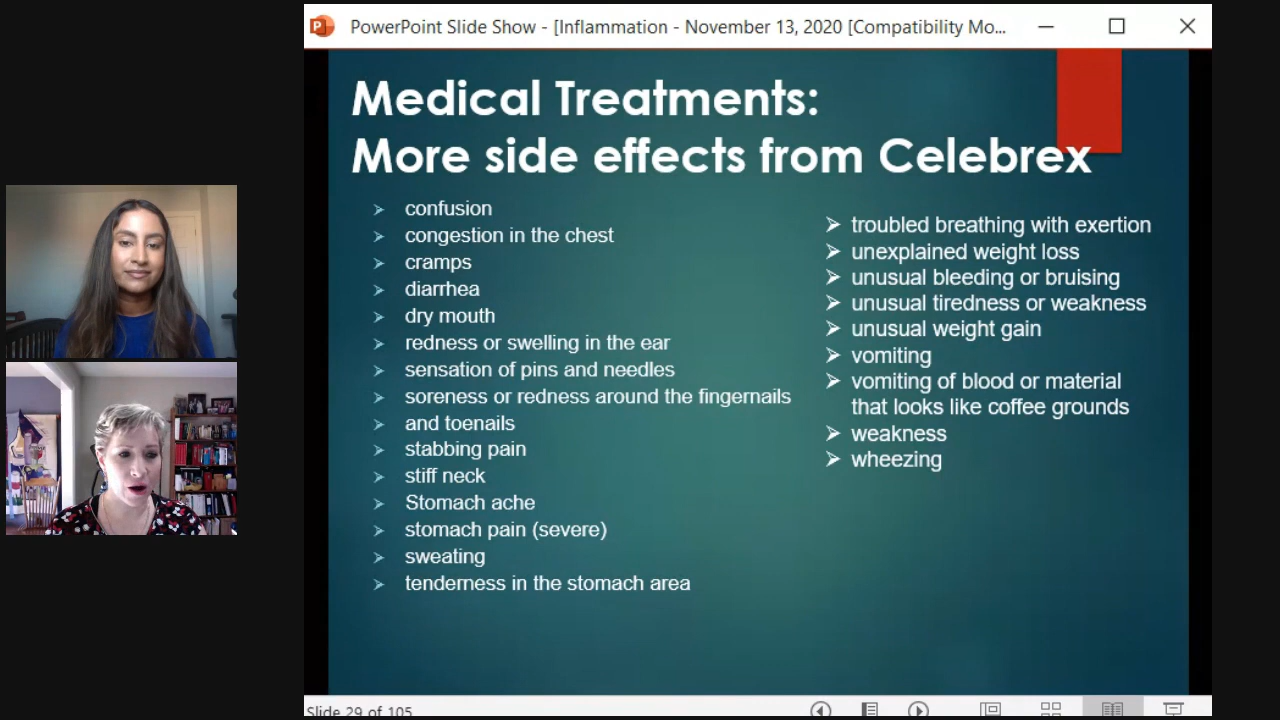 PowerPoint Slide Show - [Inflammation - November 13, 2020 [Compatibility Mo...
Medical Treatments:
More side effects from Celebrex
confusion
congestion in the chest
cramps
diarrhea
dry mouth
redness or swelling in the ear
sensation of pins and needles
soreness or redness around the fingernails
and toenails
stabbing pain
stiff neck
Stomach ache
stomach pain (severe)
sweating
tenderness in the stomach area
troubled breathing with exertion
unexplained weight loss
unusual bleeding or bruising
unusual tiredness or weakness
unusual weight gain
vomiting
vomiting of blood or material
that looks like coffee grounds
weakness
wheezing
Slide 29 of 105